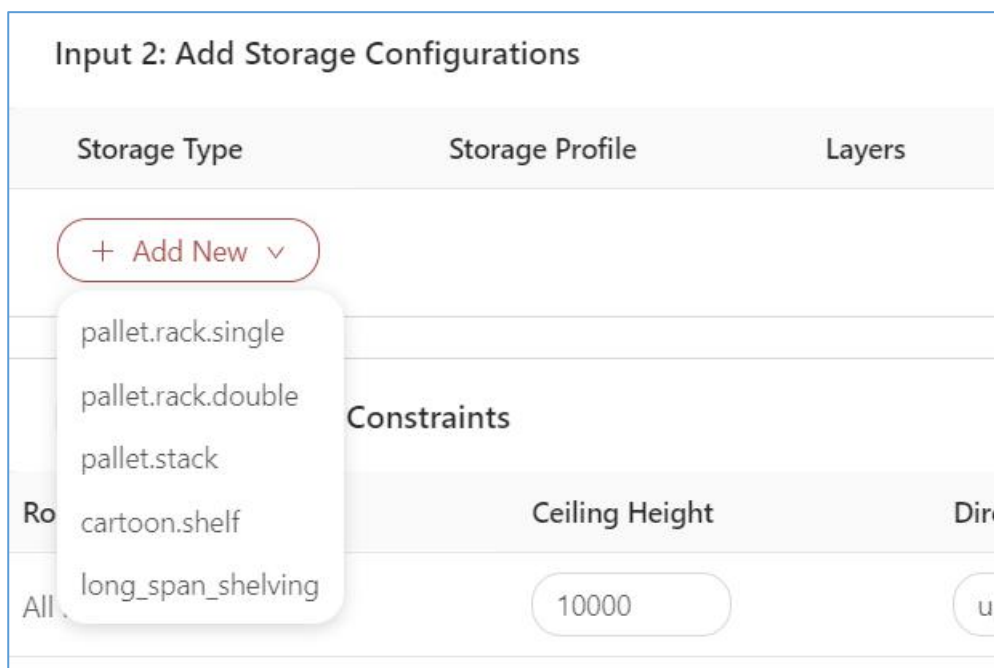 Input 2: Add Storage Configurations
Storage Type Storage Profile Layers
+ Add New
pallet.rack.single
pallet.rack.double
pallet.stack
cartoon.shelf
long_span_shelving
Constraints
Ro Ceiling Height Dir
All 10000 u